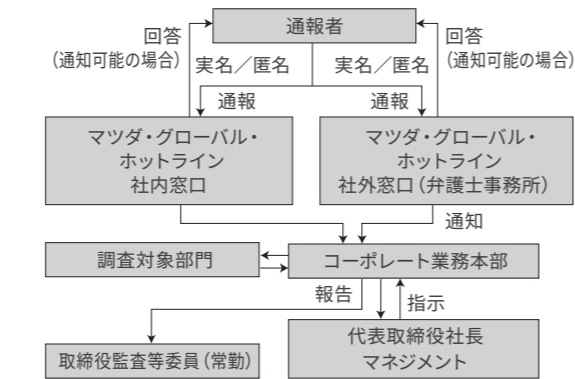 通報者
回答
（通知可能の場合）
回答
（通知可能の場合）
実名／匿名
実名／匿名
通報
通報
マツダ・グローバル・
ホットライン
社内窓口
マツダ・グローバル・
ホットライン
社外窓口（弁護士事務所）
通知
調査対象部門
コーポレート業務本部
報告
指示
取締役監査等委員（常勤）
代表取締役社長
マネジメント